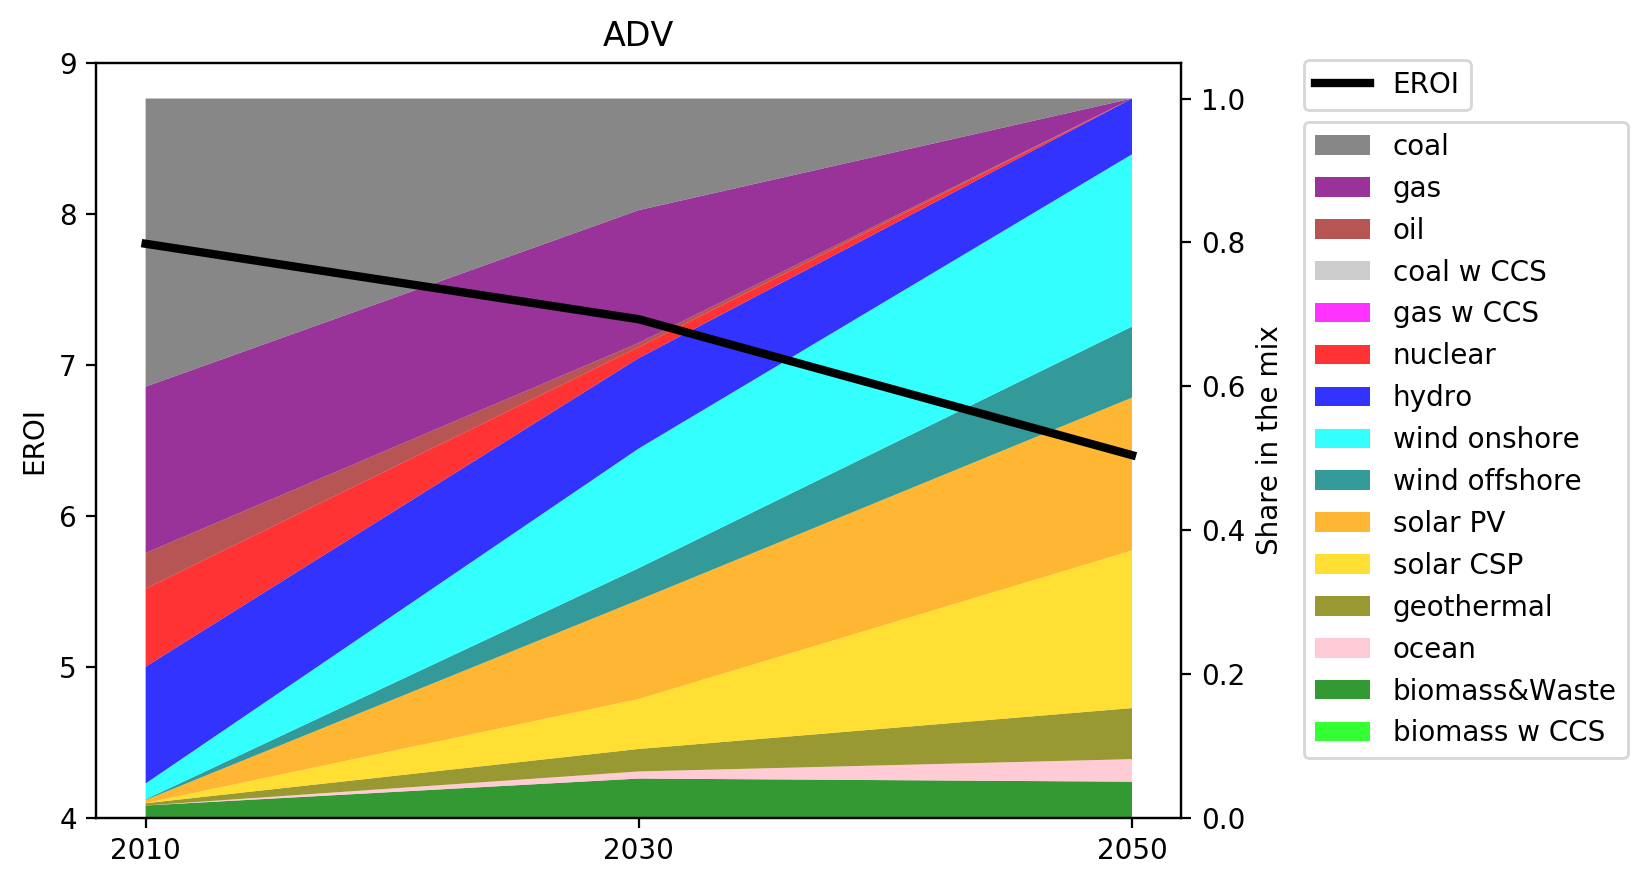 ADV
EROI
9
8
7
6
5
4
2010
2030
2050
1.0
0.8
0.6
0.4
0.2
0.0
Share in the mix
EROI
coal
gas
oil
coal w CCS
gas w CCS
nuclear
hydro
wind onshore
wind offshore
solar PV
solar CSP
geothermal
ocean
biomass&Waste
biomass w CCS